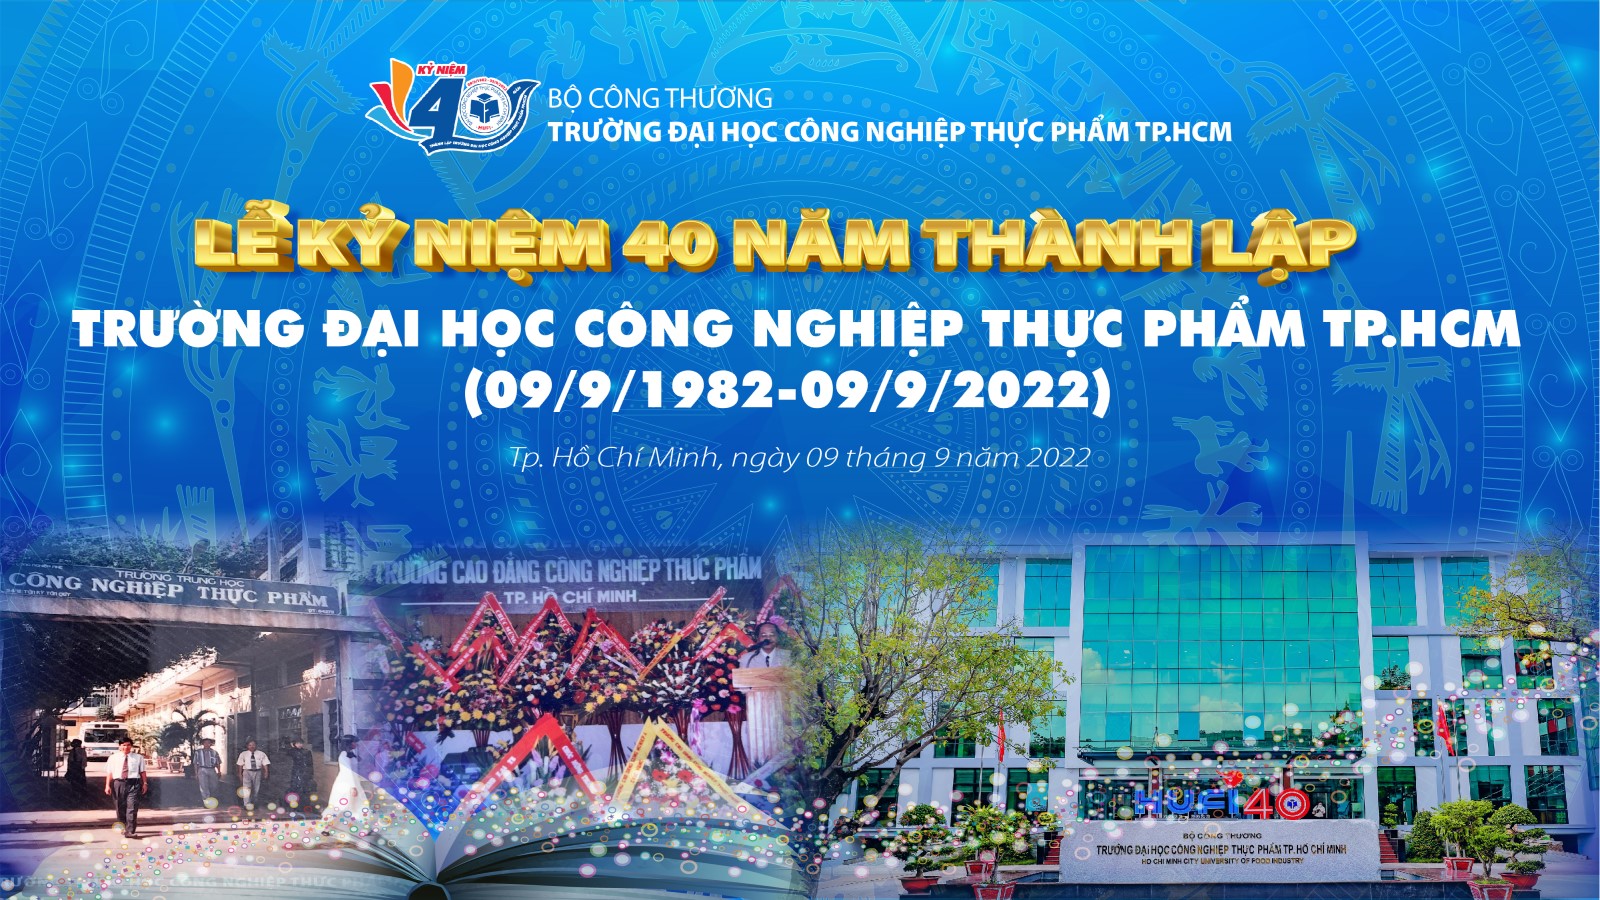 KỶ NIỆM
40
BỘ CÔNG THƯƠNG
TRƯỜNG ĐẠI HỌC CÔNG NGHIỆP THỰC PHẨM TP.HCM
LỄ KỶ NIỆM 40 NĂM THÀNH LẬP
TRƯỜNG ĐẠI HỌC CÔNG NGHIỆP THỰC PHẨM TP.HCM
(09/9/1982-09/9/2022)
Tp. Hồ Chí Minh, ngày 09 tháng 9 năm 2022
TRƯỜNG TRUNG HỌC
CÔNG NGHIỆP THỰC PHẨM
TRƯỜNG CAO ĐẲNG CÔNG NGHIỆP THỰC PHẨM
TP. HỒ CHÍ MINH
HUFI 40
BỘ CÔNG THƯƠNG
TRƯỜNG ĐẠI HỌC CÔNG NGHIỆP THỰC PHẨM TP. HỒ CHÍ MINH
HO CHI MINH CITY UNIVERSITY OF FOOD INDUSTRY